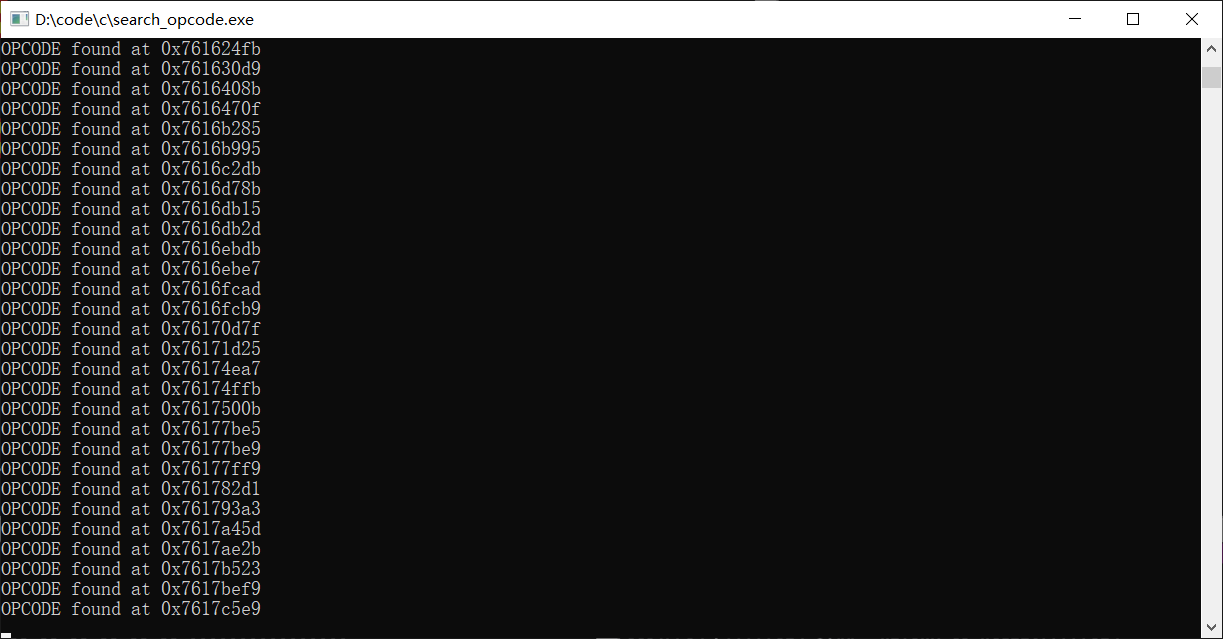 D:\code\c\search_opcode.exe
OPCODE found at 0x761624fb
OPCODE found at 0x761630d9
OPCODE found at 0x7616408b
OPCODE found at 0x7616470f
OPCODE found at 0x7616b285
OPCODE found at 0x7616b995
OPCODE found at 0x7616c2db
OPCODE found at 0x7616d78b
OPCODE found at 0x7616db15
OPCODE found at 0x7616db2d
OPCODE found at 0x7616ebdb
OPCODE found at 0x7616ebe7
OPCODE found at 0x7616fcad
OPCODE found at 0x7616fcb9
OPCODE found at 0x76170d7f
OPCODE found at 0x76171d25
OPCODE found at 0x76174ea7
OPCODE found at 0x76174ffb
OPCODE found at 0x7617500b
OPCODE found at 0x76177be5
OPCODE found at 0x76177be9
OPCODE found at 0x76177ff9
OPCODE found at 0x761782d1
OPCODE found at 0x761793a3
OPCODE found at 0x7617a45d
OPCODE found at 0x7617ae2b
OPCODE found at 0x7617b523
OPCODE found at 0x7617bef9
OPCODE found at 0x7617c5e9